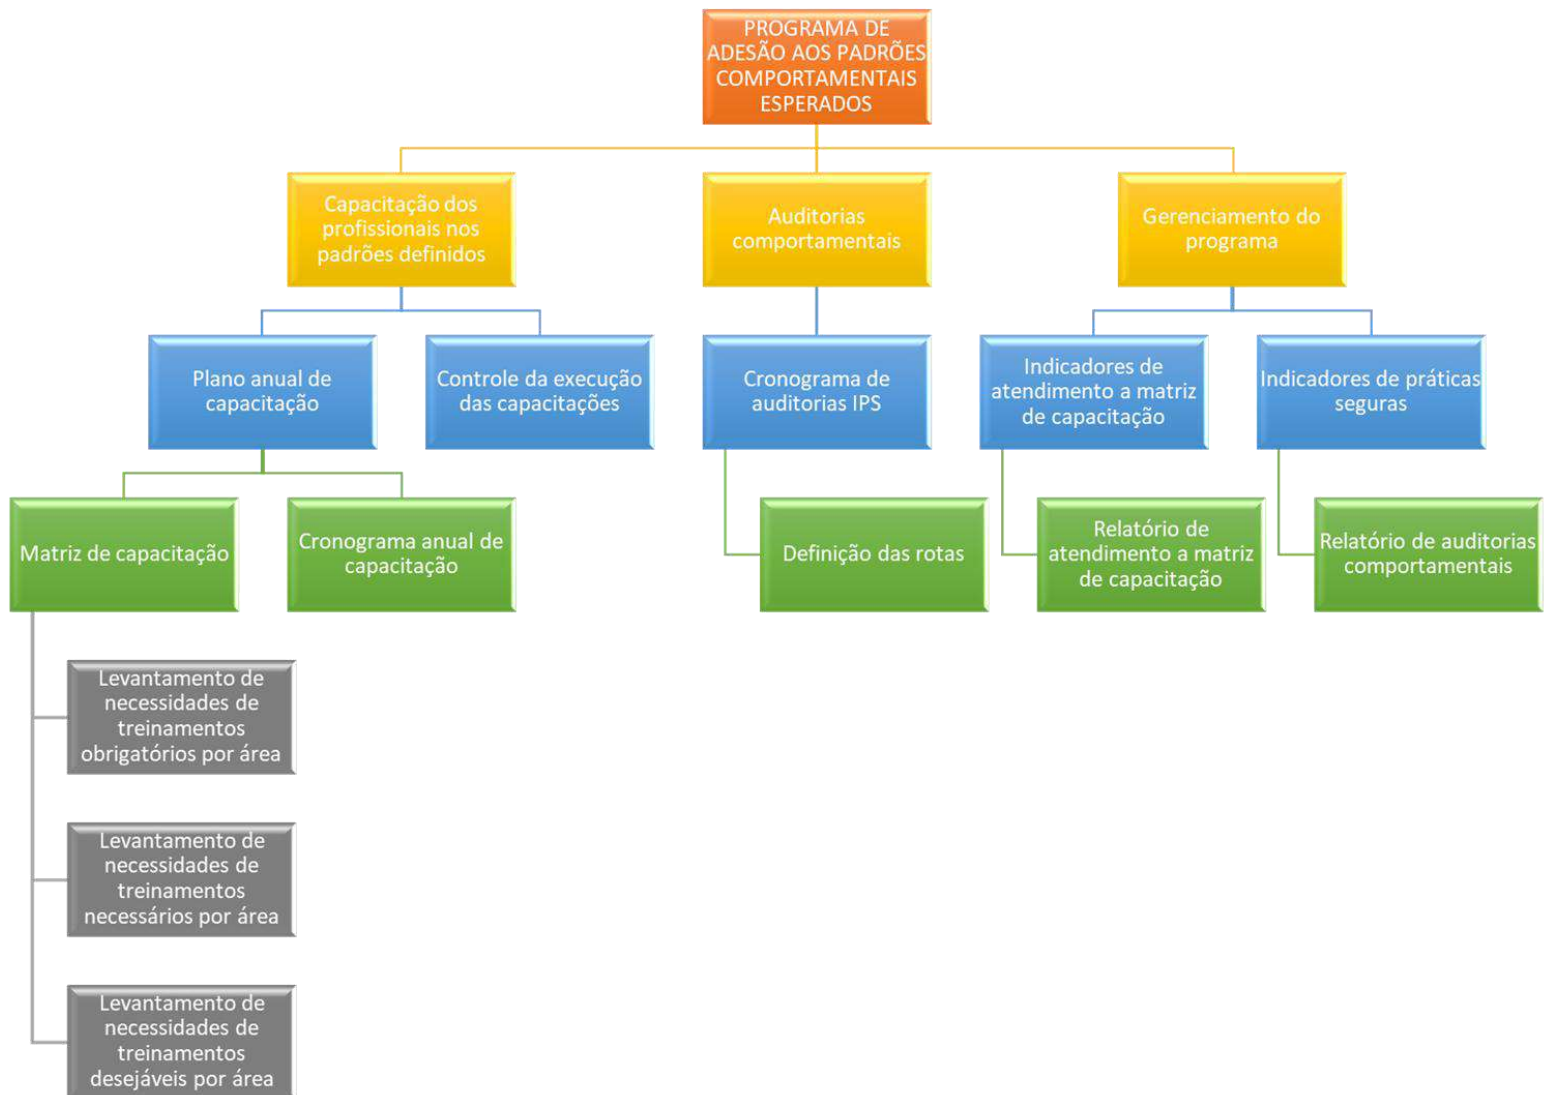 PROGRAMA DE
ADESÃO AOS PADRÕES
COMPORTAMENTAIS
ESPERADOS
Capacitação dos
profissionais nos
padrões definidos
Auditorias
comportamentais
Gerenciamento do
programa
Plano anual de
capacitação
Controle da execução
das capacitações
Cronograma de
auditorias IPS
Indicadores de
atendimento a matriz
de capacitação
Indicadores de práticas
seguras
Matriz de capacitação
Cronograma anual de
capacitação
Definição das rotas
Relatório de
atendimento a matriz
de capacitação
Relatório de auditorias
comportamentais
Levantamento de
necessidades de
treinamentos
obrigatórios por área
Levantamento de
necessidades de
treinamentos
necessários por área
Levantamento de
necessidades de
treinamentos
desejáveis por área